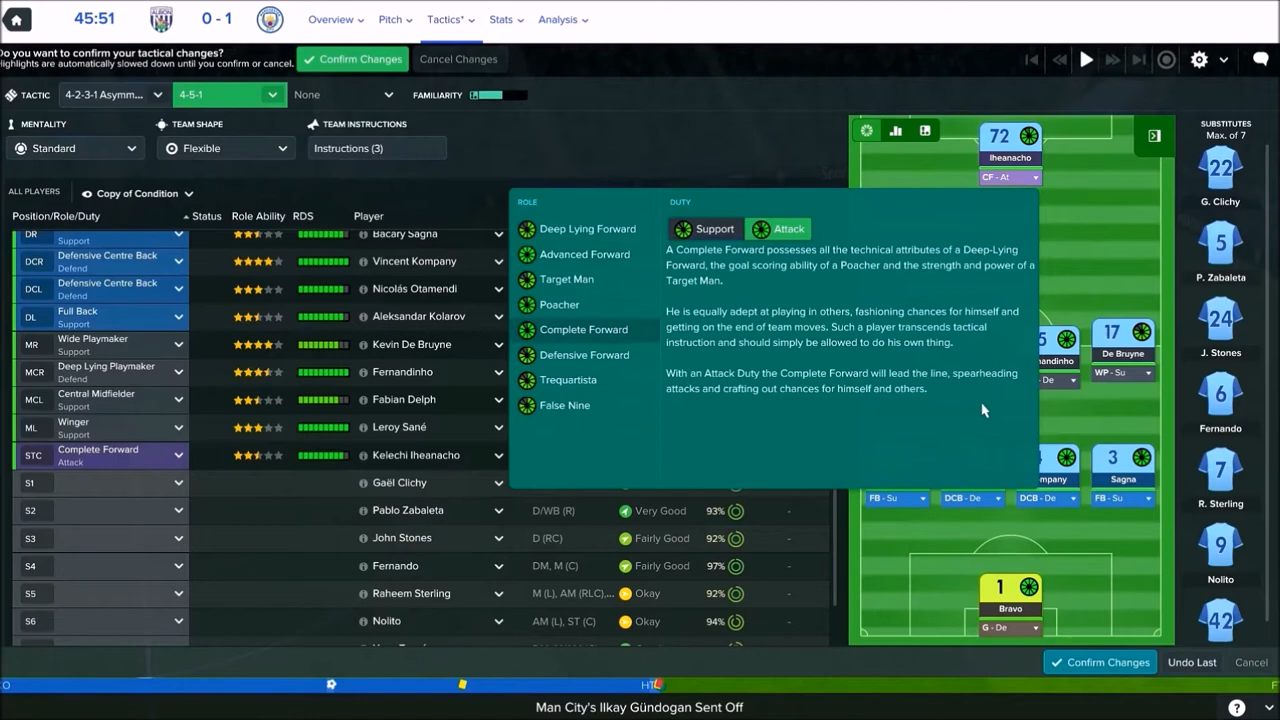 45:51
ALBION
0 - 1
Overview
Pitch
Tactics*
Stats
Analysis
Do you want to confirm your tactical changes?
Highlights are automatically slowed down until you confirm or cancel.
Confirm Changes
Cancel Changes
TACTIC
4-2-3-1 Asymm...
4-5-1
None
FAMILIARITY
MENTALITY
TEAM SHAPE
TEAM INSTRUCTIONS
Standard
Flexible
Instructions (3)
ALL PLAYERS
Copy of Condition
Position/Role/Duty
Status
Role Ability
RDS
Player
DR
Support
Bacary Sagna
DCR
Defensive Centre Back
Defend
Vincent Kompany
DCL
Defensive Centre Back
Defend
Nicolás Otamendi
DL
Full Back
Support
Aleksandar Kolarov
MR
Wide Playmaker
Support
Kevin De Bruyne
MCR
Deep Lying Playmaker
Defend
Fernandinho
MCL
Central Midfielder
Support
Fabian Delph
ML
Winger
Support
Leroy Sané
STC
Complete Forward
Attack
Kelechi Iheanacho
S1
Gaël Clichy
S2
Pablo Zabaleta
D/WB (R)
Very Good
93%
-
S3
John Stones
D (RC)
Fairly Good
92%
-
S4
Fernando
DM, M (C)
Fairly Good
97%
-
S5
Raheem Sterling
M (L), AM (RLC),...
Okay
92%
-
S6
Nolito
AM (L), ST (C)
Okay
94%
-
ROLE
Deep Lying Forward
Advanced Forward
Target Man
Poacher
Complete Forward
Defensive Forward
Trequartista
False Nine
DUTY
Support
Attack
A Complete Forward possesses all the technical attributes of a Deep-Lying
Forward, the goal scoring ability of a Poacher and the strength and power of a
Target Man.
He is equally adept at playing in others, fashioning chances for himself and
getting on the end of team moves. Such a player transcends tactical
instruction and should simply be allowed to do his own thing.
With an Attack Duty the Complete Forward will lead the line, spearheading
attacks and crafting out chances for himself and others.
72
Iheanacho
CF - At
5
nandinho
- De
17
De Bruyne
WP - Su
ompany
3
Sagna
FB - Su
DCB - De
DCB - De
FB - Su
1
Bravo
G - De
SUBSTITUTES
Max. of 7
22
G. Clichy
5
P. Zabaleta
24
J. Stones
6
Fernando
7
R. Sterling
9
Nolito
42
Confirm Changes
Undo Last
Cancel
KO
HT
F
Man City's Ilkay Gündogan Sent Off